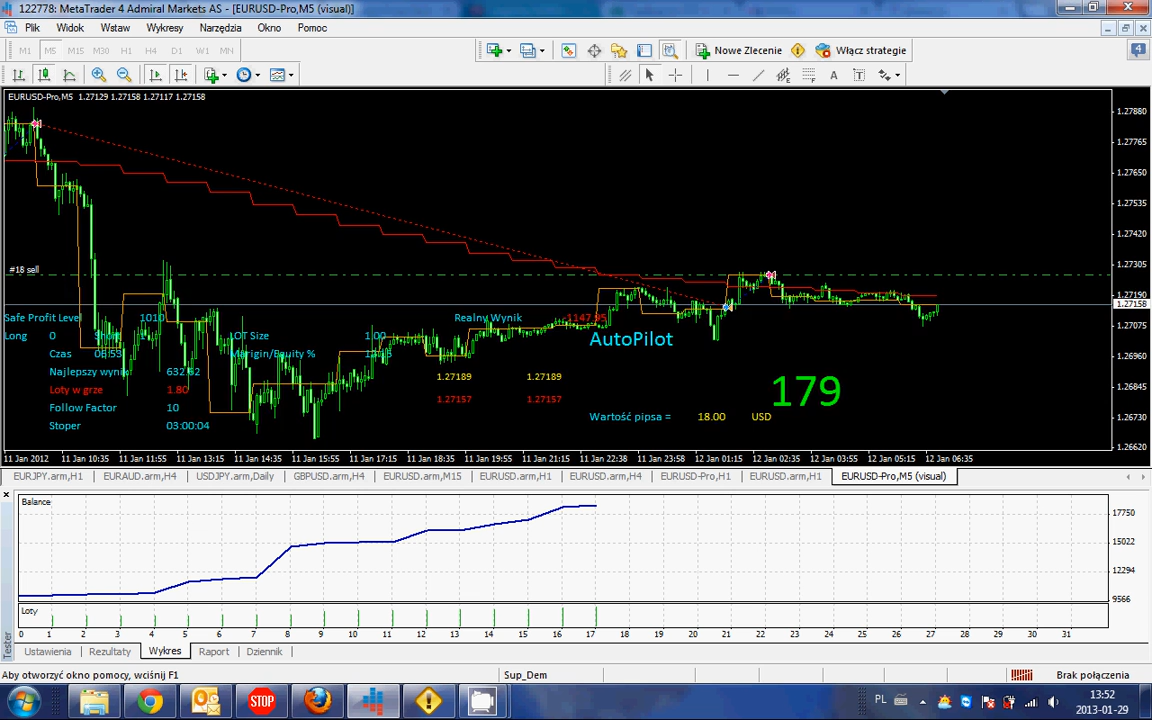 122778: MetaTrader 4 Admiral Markets AS - [EURUSD-Pro,M5 (visual)]
Plik Widok Wstaw Wykresy Narzędzia Okno Pomoc
M1 M5 M15 M30 H1 H4 D1 W1 MN Nowe Zlecenie Włącz strategie 4
A T
EURUSD-Pro,M5 1.27129 1.27158 1.27117 1.27158
1.27880
1.27765
1.27650
1.27535
1.27420
1.27305
1.27190
1.27158
1.27075
1.26960
1.26845
1.26730
1.26620
#18 sell
Safe Profit Level 1010 Realny Wynik -1147.95
Long 0 Short LOT Size 1.00
AutoPilot
Czas 06:53 Margin/Equity %
Najlepszy wynik 632.62 1.27189 1.27189
Loty w grze 1.80 1.27157 1.27157
179
Follow Factor 10 Wartość pipsa = 18.00 USD
Stoper 03:00:04
11 Jan 2012 11 Jan 10:35 11 Jan 11:55 11 Jan 13:15 11 Jan 14:35 11 Jan 15:55 11 Jan 17:15 11 Jan 18:35 11 Jan 19:55 11 Jan 21:15 11 Jan 22:38 11 Jan 23:58 12 Jan 01:15 12 Jan 02:35 12 Jan 03:55 12 Jan 05:15 12 Jan 06:35
EURJPY.arm,H1 EURAUD.arm,H4 USDJPY.arm,Daily GBPUSD.arm,H4 EURUSD.arm,M15 EURUSD.arm,H1 EURUSD.arm,H4 EURUSD-Pro,H1 EURUSD.arm,H1 EURUSD-Pro,M5 (visual)
Balance
17750
15022
12294
9566
Loty
0 1 2 3 4 5 6 7 8 9 10 11 12 13 14 15 16 17 18 19 20 21 22 23 24 25 26 27 28 29 30 31
Tester
Ustawienia Rezultaty Wykres Raport Dziennik
Aby otworzyć okno pomocy, wciśnij F1 Sup_Dem Brak połączenia
STOP
PL
13:52
2013-01-29